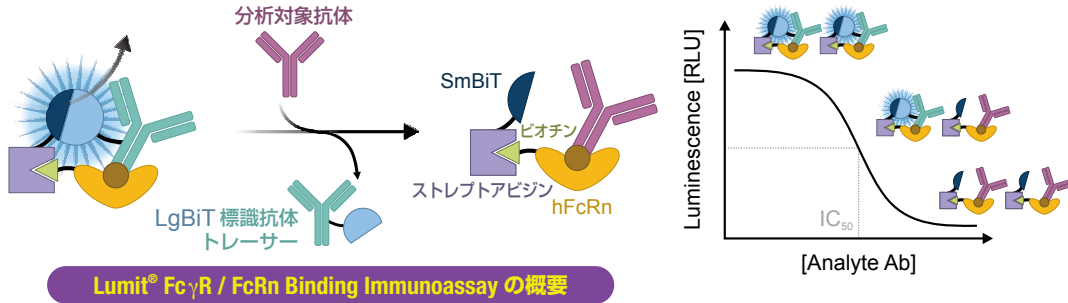 分析対象抗体
SmBiT
ビオチン
ストレプトアビジン
hFcRn
LgBiT 標識抗体
トレーサー
Lumit® FcγR / FcRn Binding Immunoassay の概要
Luminescence [RLU]
IC50
[Analyte Ab]